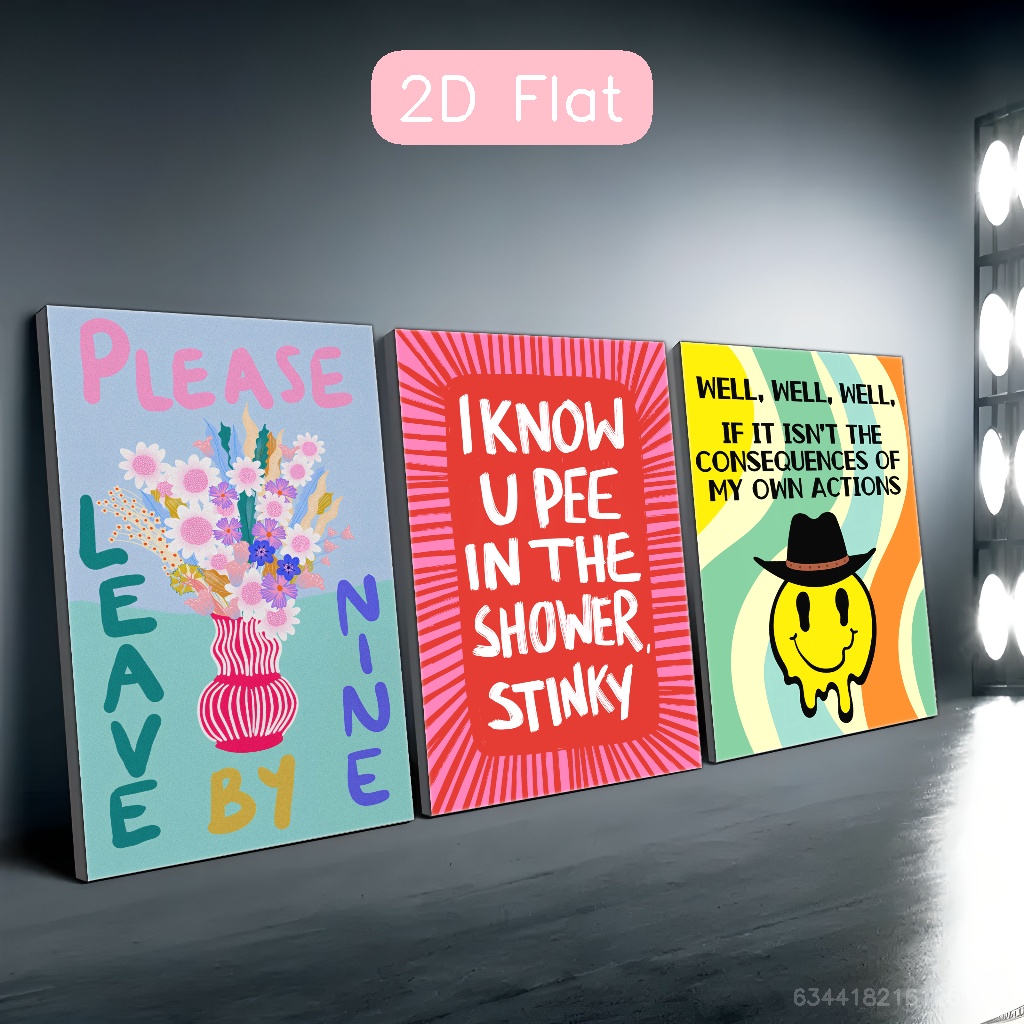 2D Flat
PLEASE
LEAVE
BY
NINE
I KNOW
U PEE
IN THE
SHOWER,
STINKY
WELL, WELL, WELL,
IF IT ISN'T THE
CONSEQUENCES OF
MY OWN ACTIONS